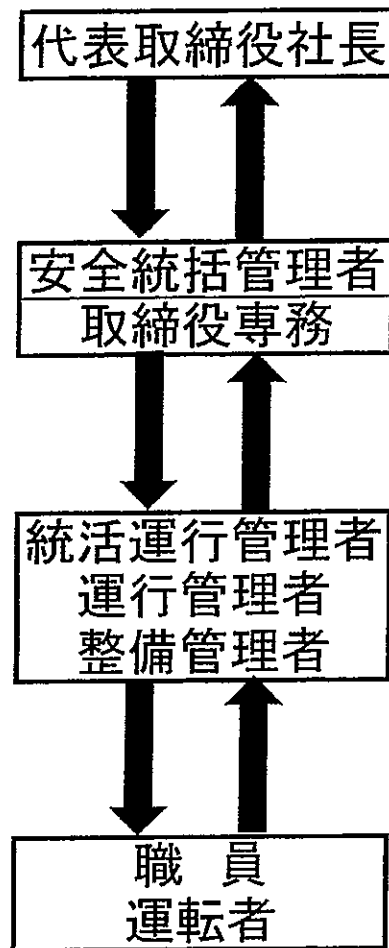 代表取締役社長
安全統括管理者
取締役専務
統活運行管理者
運行管理者
整備管理者
職　員
運転者